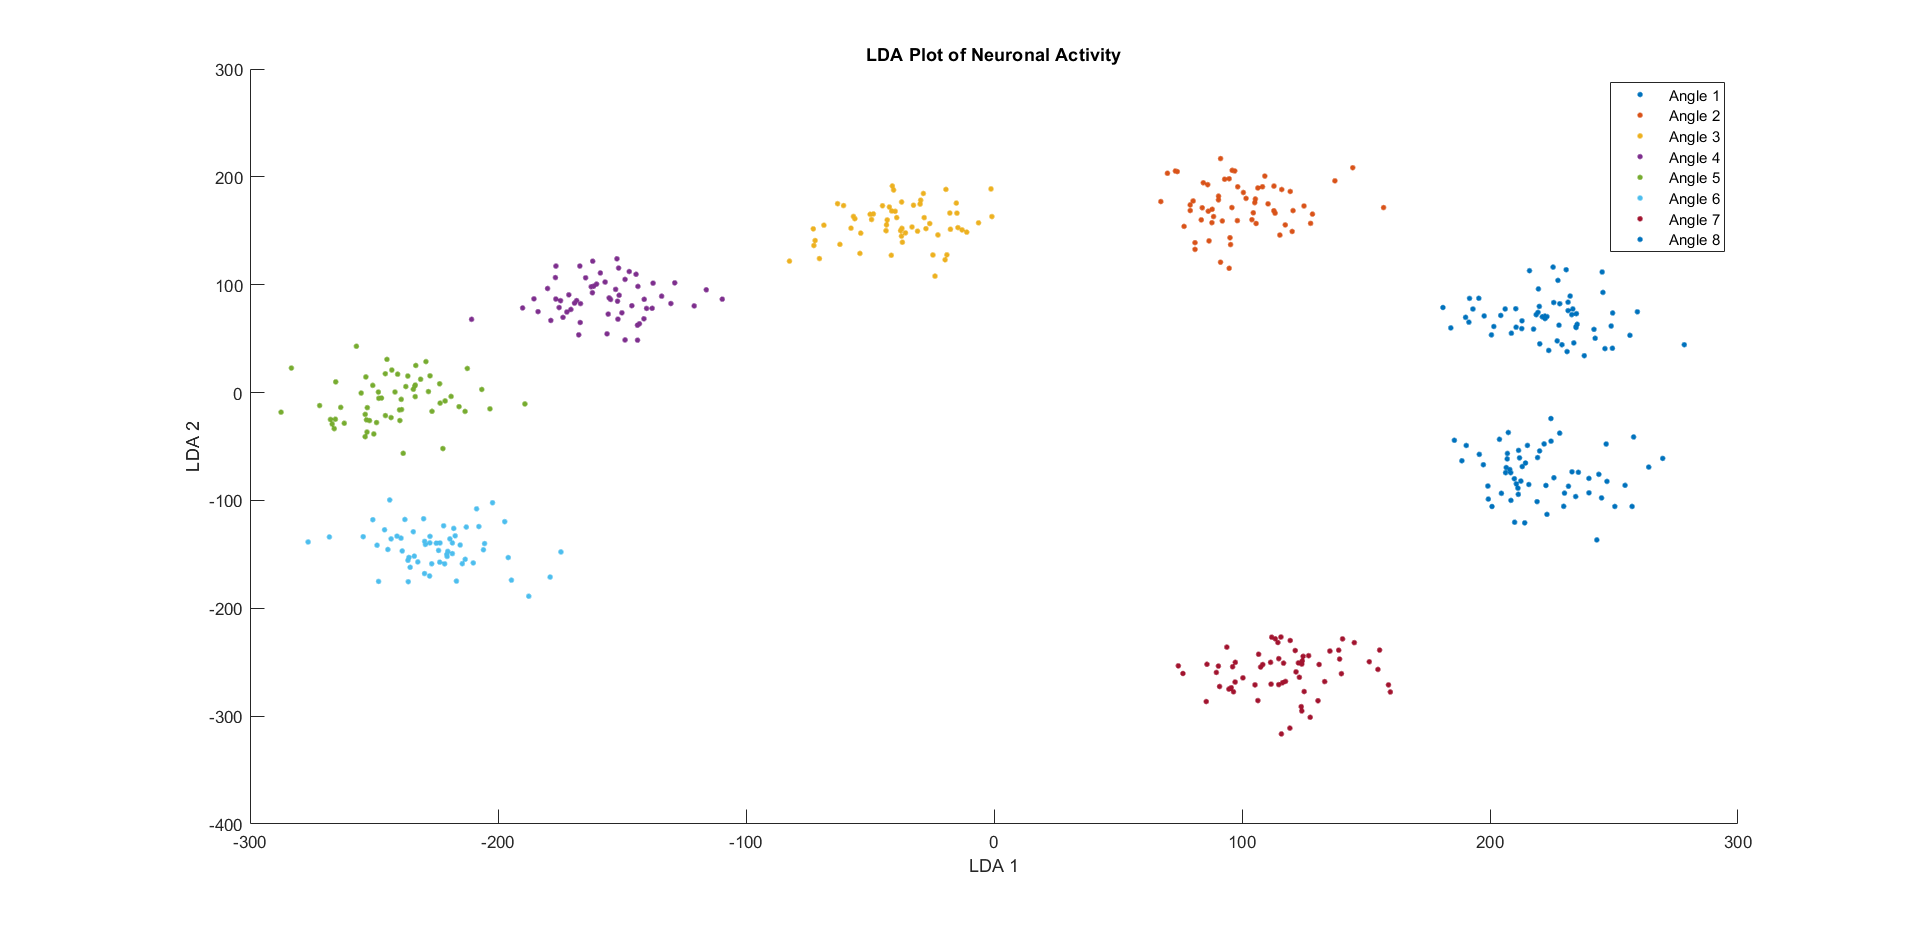 LDA Plot of Neuronal Activity
300
200
100
0
-100
-200
-300
-400
LDA 2
Angle 1
Angle 2
Angle 3
Angle 4
Angle 5
Angle 6
Angle 7
Angle 8
-300
-200
-100
0
100
200
300
LDA 1